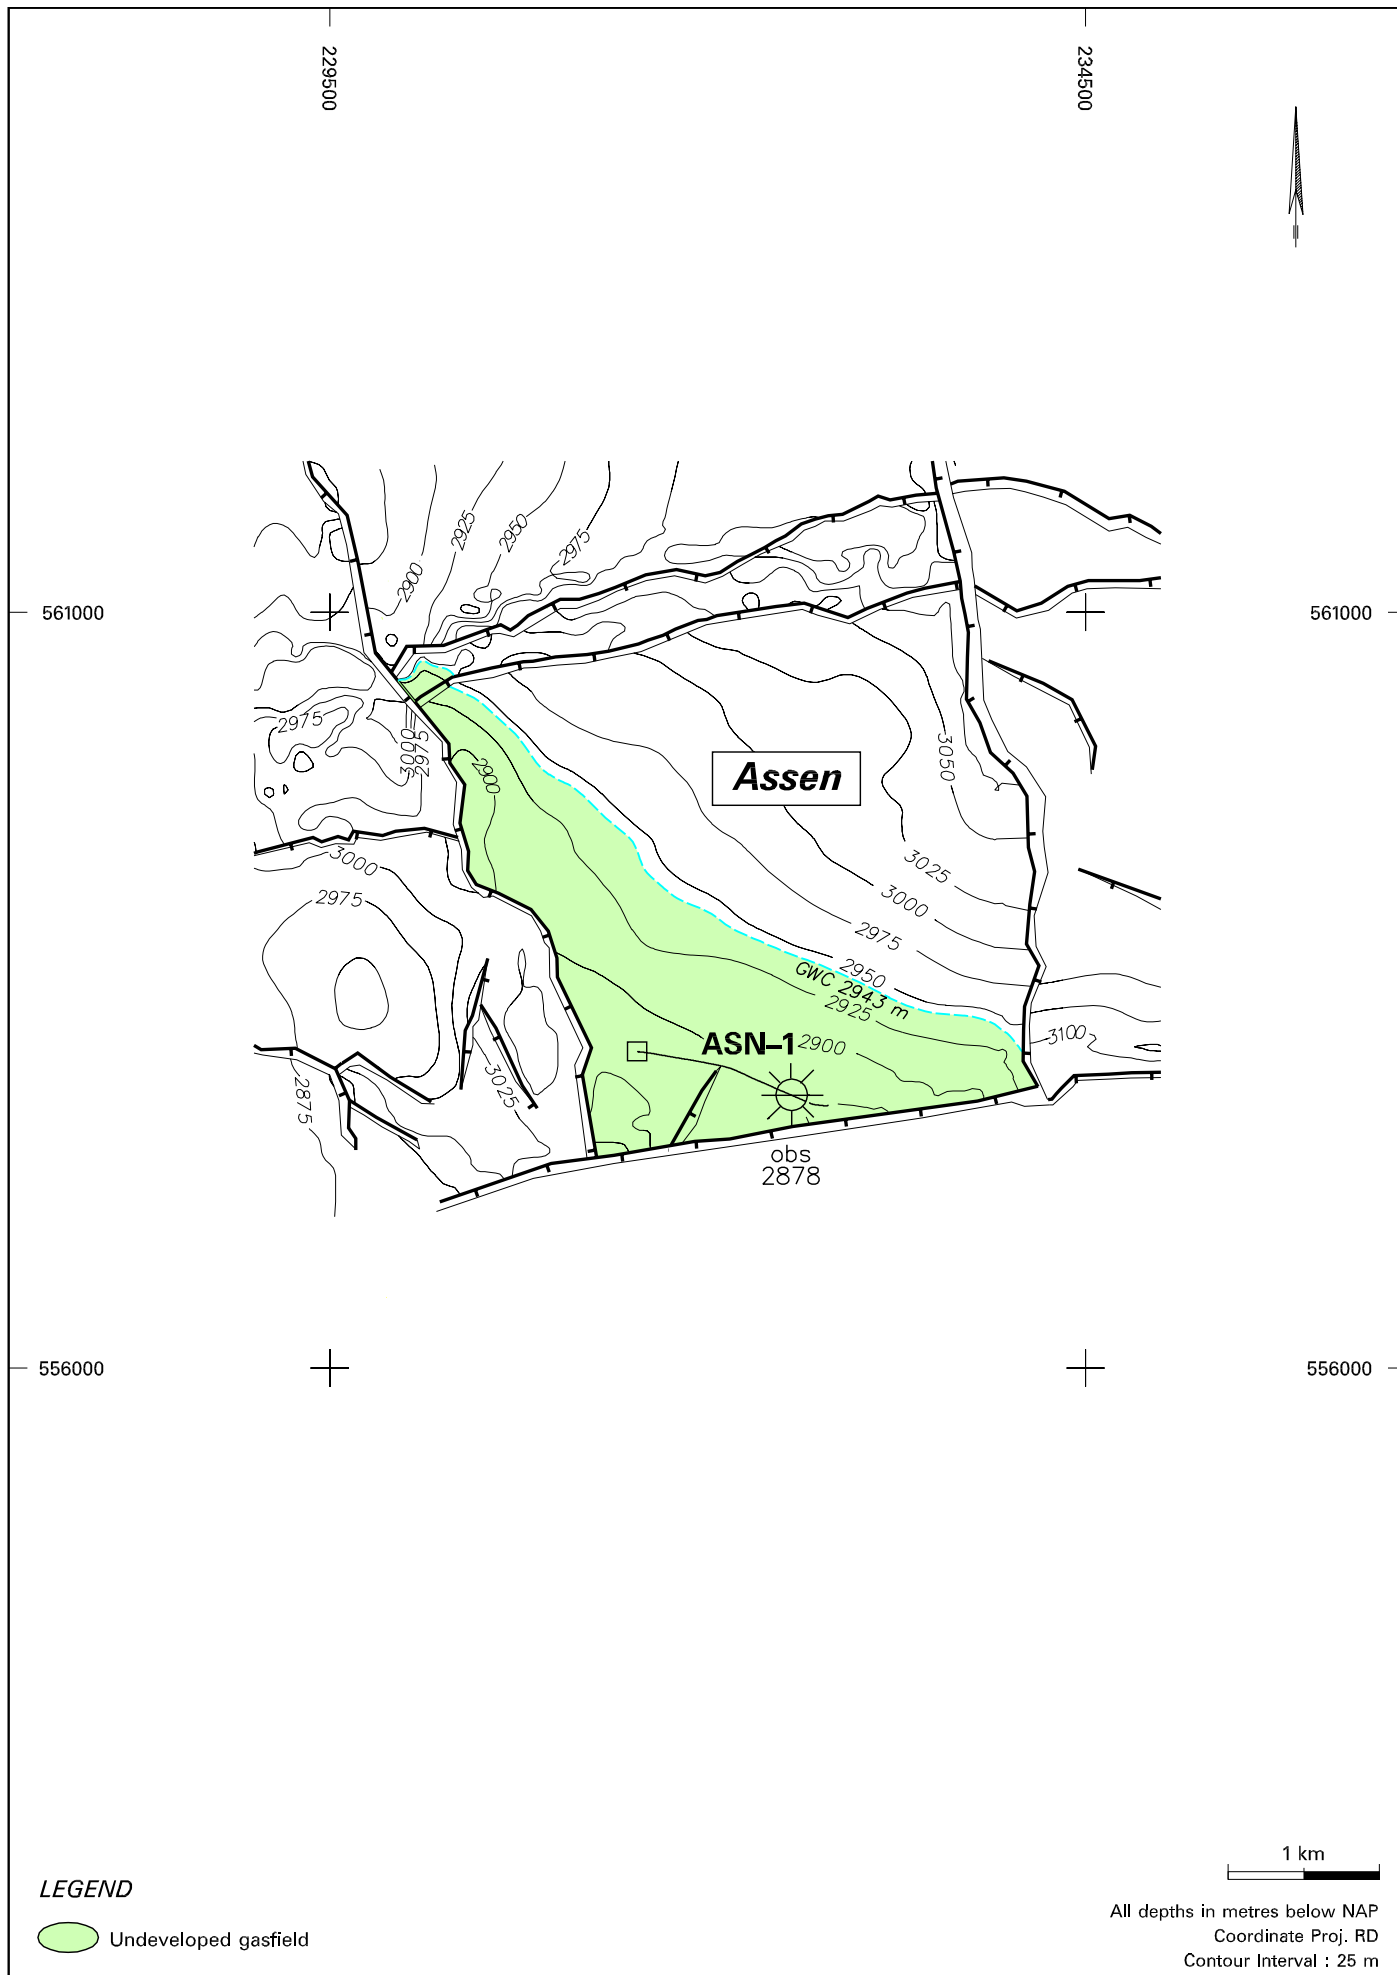 229500
234500
561000
561000
2925
2950
2975
2900
2975
3000
2975
2900
Assen
3050
3000
2975
3025
3000
2975
2950
GWC 2943 m
2925
ASN–1
2900
3100
3025
2875
obs
2878
556000
556000
1 km
LEGEND
Undeveloped gasfield
All depths in metres below NAP
Coordinate Proj. RD
Contour Interval : 25 m